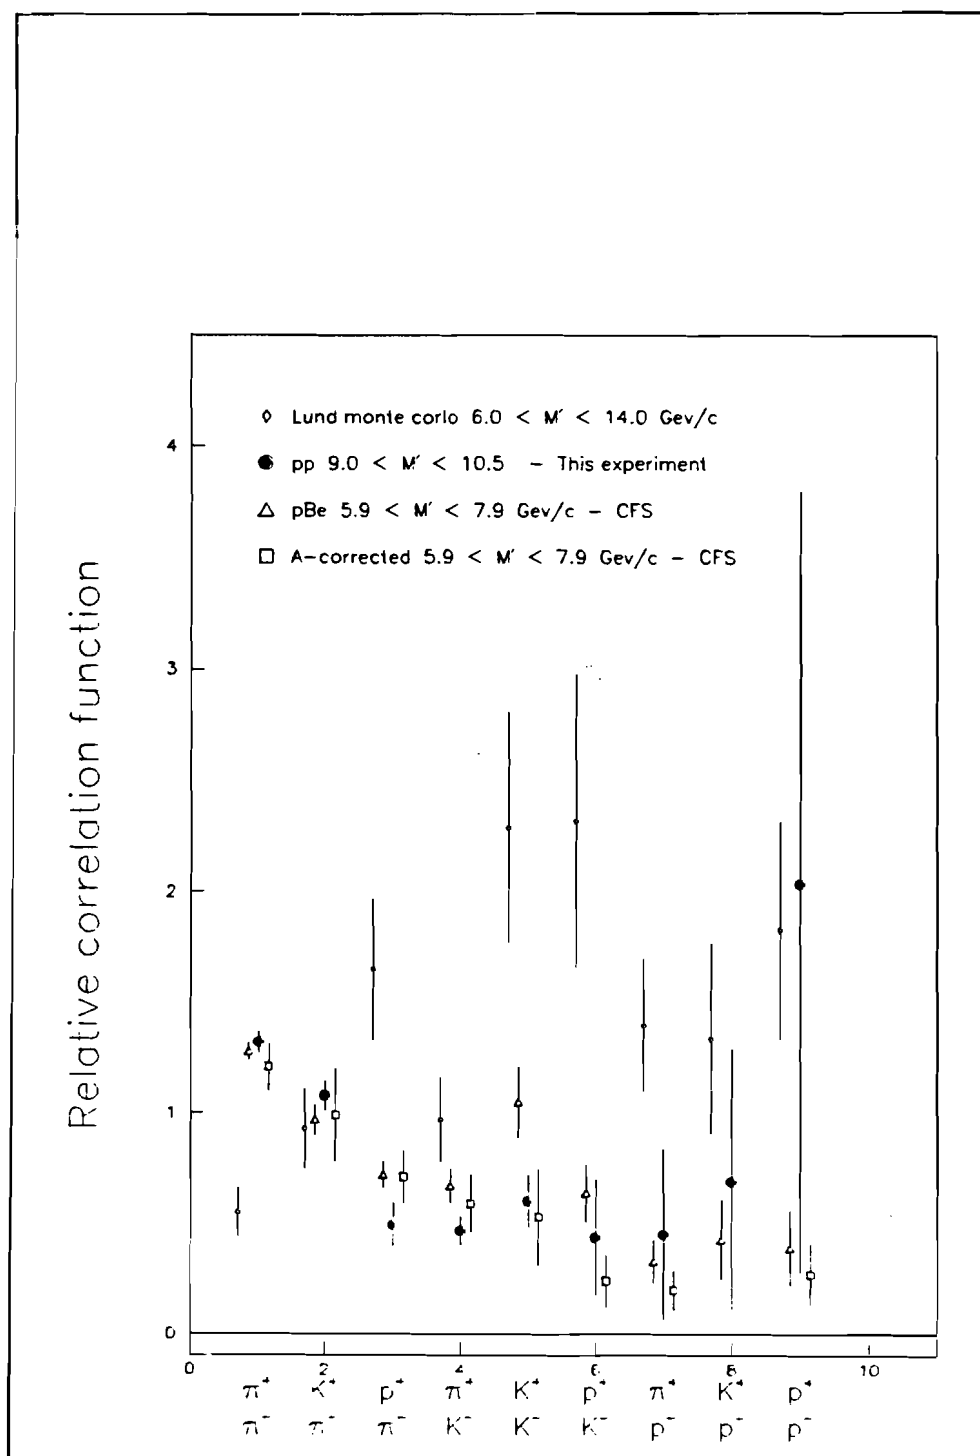 Lund monte corlo 6.0 < M' < 14.0 Gev/c
pp 9.0 < M' < 10.5 - This experiment
pBe 5.9 < M' < 7.9 Gev/c - CFS
A-corrected 5.9 < M' < 7.9 Gev/c - CFS
Relative correlation function
4
3
2
1
0
0 2 4 6 8 10
π⁺ K⁺ p⁺ π⁺ K⁺ p⁺ π⁺ K⁺ p⁺
π⁻ π⁻ π⁻ K⁻ K⁻ K⁻ p⁻ p⁻ p⁻